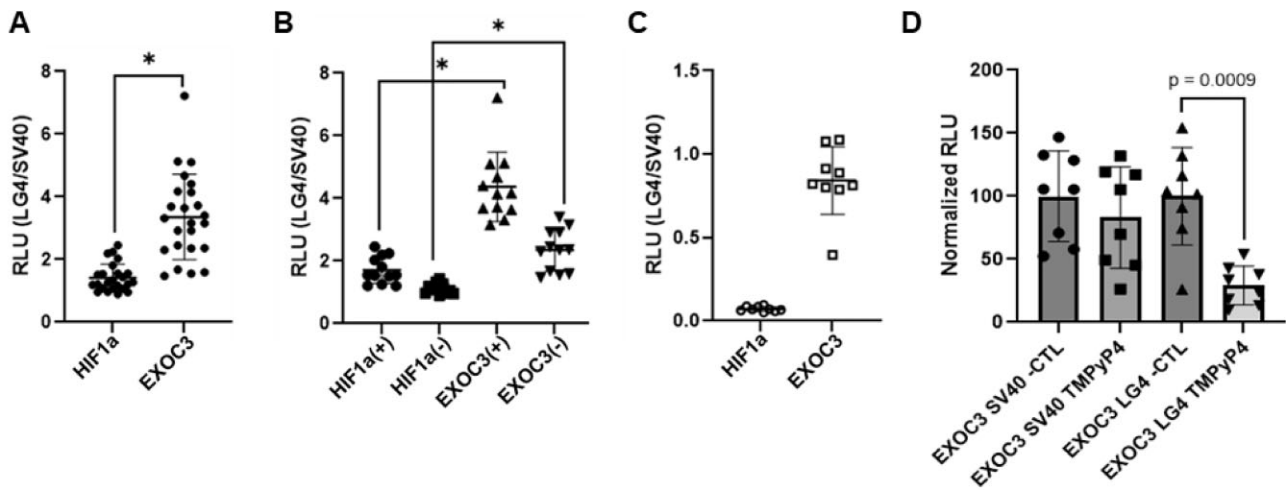 A
RLU (LG4/SV40)
8
6
4
2
0
*
HIF1a
EXOC3
B
RLU (LG4/SV40)
8
6
4
2
0
*
*
HIF1a(+)
HIF1a(-)
EXOC3(+)
EXOC3(-)
C
RLU (LG4/SV40)
1.5
1.0
0.5
0.0
HIF1a
EXOC3
D
Normalized RLU
200
150
100
50
0
p = 0.0009
EXOC3 SV40 -CTL
EXOC3 SV40 TMPyP4
EXOC3 LG4 -CTL
EXOC3 LG4 TMPyP4